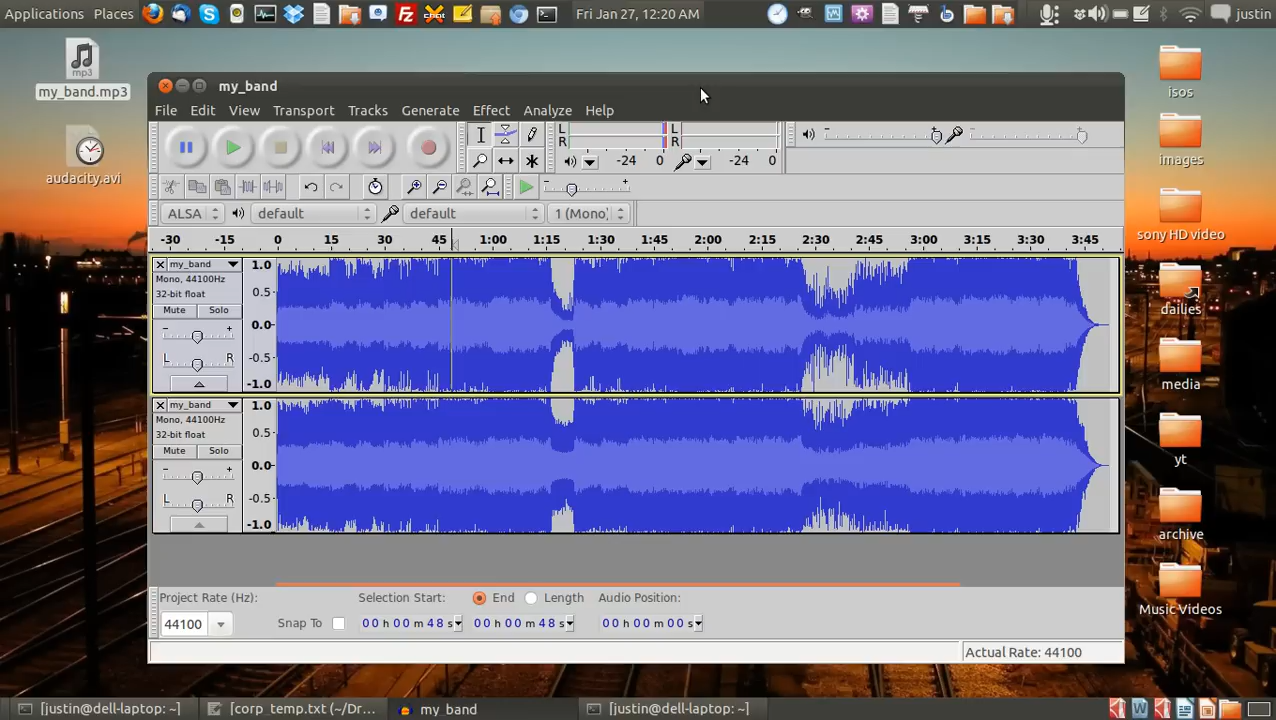 Applications Places Fri Jan 27, 12:20 AM justin
mp3
my_band.mp3
audacity.avi
my_band
File Edit View Transport Tracks Generate Effect Analyze Help
L R -24 0 L R -24 0
ALSA default default 1 (Mono)
-30 -15 0 15 30 45 1:00 1:15 1:30 1:45 2:00 2:15 2:30 2:45 3:00 3:15 3:30 3:45
my_band
Mono, 44100Hz
32-bit float
Mute Solo
- +
L R
1.0
0.5
0.0
-0.5
-1.0
my_band
Mono, 44100Hz
32-bit float
Mute Solo
- +
L R
1.0
0.5
0.0
-0.5
-1.0
Project Rate (Hz): Selection Start: End Length Audio Position:
44100 Snap To 00 h 00 m 48 s 00 h 00 m 48 s 00 h 00 m 00 s
Actual Rate: 44100
isos
images
sony HD video
dailies
media
yt
archive
Music Videos
[justin@dell-laptop: ~] [corp_temp.txt (~/Dr... my_band [justin@dell-laptop: ~]